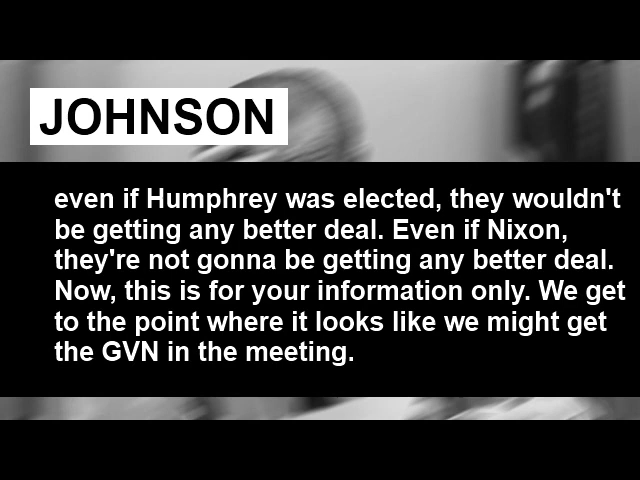 JOHNSON
even if Humphrey was elected, they wouldn't
be getting any better deal. Even if Nixon,
they're not gonna be getting any better deal.
Now, this is for your information only. We get
to the point where it looks like we might get
the GVN in the meeting.